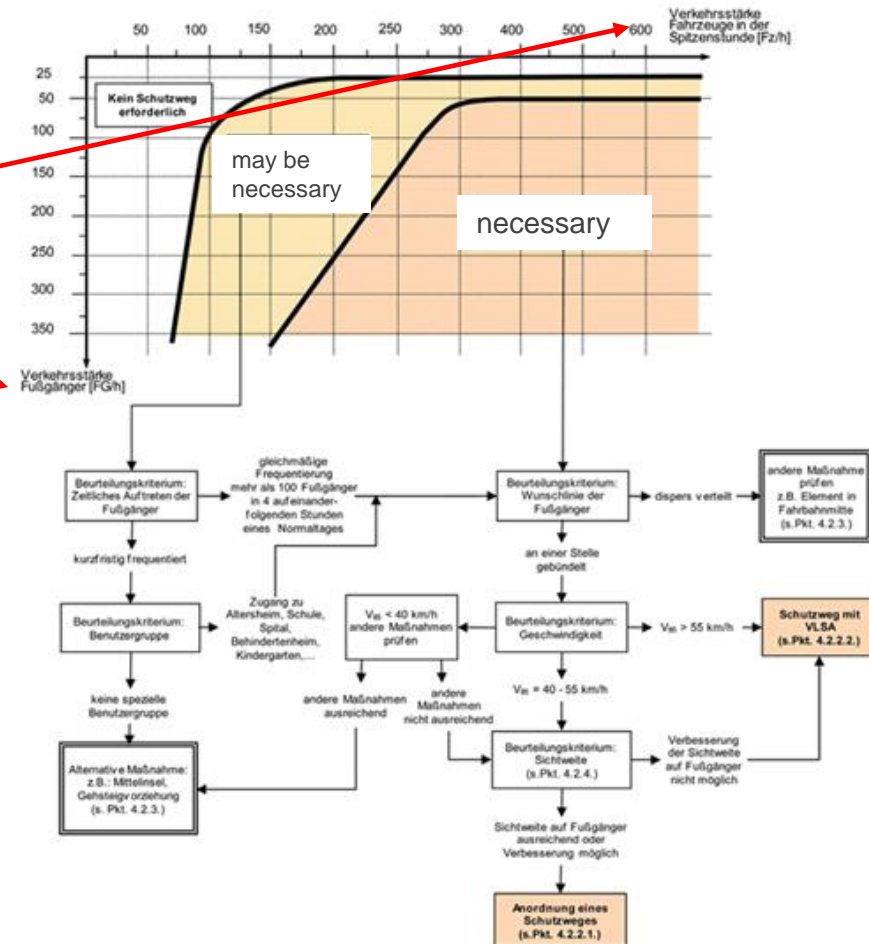 Verkehrsstärke
Fahrzeuge in der
Spitzenstunde [Fz/h]
50 100 150 200 250 300 400 500 600
25
50
100
150
200
250
300
350
Kein Schutzweg
erforderlich
may be
necessary
necessary
Verkehrsstärke
Fußgänger [FG/h]
Beurteilungskriterium:
Zeitliches Auftreten der
Fußgänger
gleichmäßige
Frequentierung
mehr als 100 Fußgänger
in 4 aufeinander-
folgenden Stunden
eines Normaltages
Beurteilungskriterium:
Wunschlinie der
Fußgänger
dispers verteilt
andere Maßnahme
prüfen
z.B. Element in
Fahrbahnmitte
(s.Pkt. 4.2.3.)
kurzfristig frequentiert
an einer Stelle
gebündelt
Beurteilungskriterium:
Benutzergruppe
Zugang zu
Altersheim, Schule,
Spital,
Behindertenheim,
Kindergarten,...
V85 < 40 km/h
andere Maßnahmen
prüfen
Beurteilungskriterium:
Geschwindigkeit
V85 > 55 km/h
Schutzweg mit
VLSA
(s.Pkt. 4.2.2.2.)
keine spezielle
Benutzergruppe
andere Maßnahmen
ausreichend
andere
Maßnahmen
nicht ausreichend
V85 = 40 - 55 km/h
Alternative Maßnahme:
z.B.: Mittelinsel,
Gehsteigvorziehung
(s. Pkt. 4.2.3.)
Beurteilungskriterium:
Sichtweite
(s.Pkt. 4.2.4.)
Verbesserung
der Sichtweite
auf Fußgänger
nicht möglich
Sichtweite auf Fußgänger
ausreichend oder
Verbesserung möglich
Anordnung eines
Schutzweges
(s.Pkt. 4.2.2.1.)